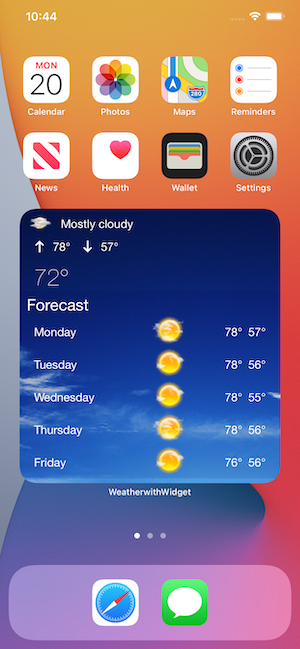 10:44
MON
20
280
Calendar Photos Maps Reminders
News Health Wallet Settings
Mostly cloudy
↑ 78° ↓ 57°
72°
Forecast
Monday 78° 57°
Tuesday 78° 56°
Wednesday 78° 55°
Thursday 78° 56°
Friday 76° 56°
WeatherwithWidget